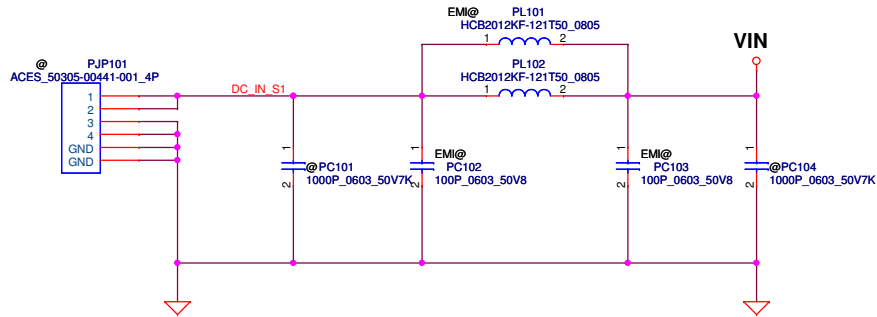 EMI@ PL101
HCB2012KF-121T50_0805
1 2
VIN
@ PJP101
ACES_50305-00441-001_4P
PL102
HCB2012KF-121T50_0805
1 2
DC_IN_S1
1
2
3
4
GND
GND
1
@PC101
1000P_0603_50V7K
2
1
EMI@
PC102
100P_0603_50V8
2
1
EMI@
PC103
100P_0603_50V8
2
1
@PC104
1000P_0603_50V7K
2